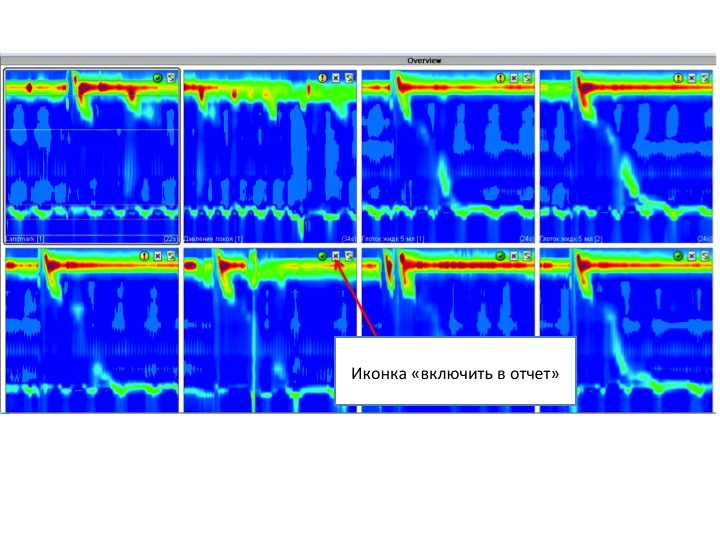 Overview
Landmark [1] (22s)
Давление покоя [1] (34s)
Глоток жидк 5 мл [1] (24s)
Глоток жидк 5 мл [2] (24s)
Иконка «включить в отчет»